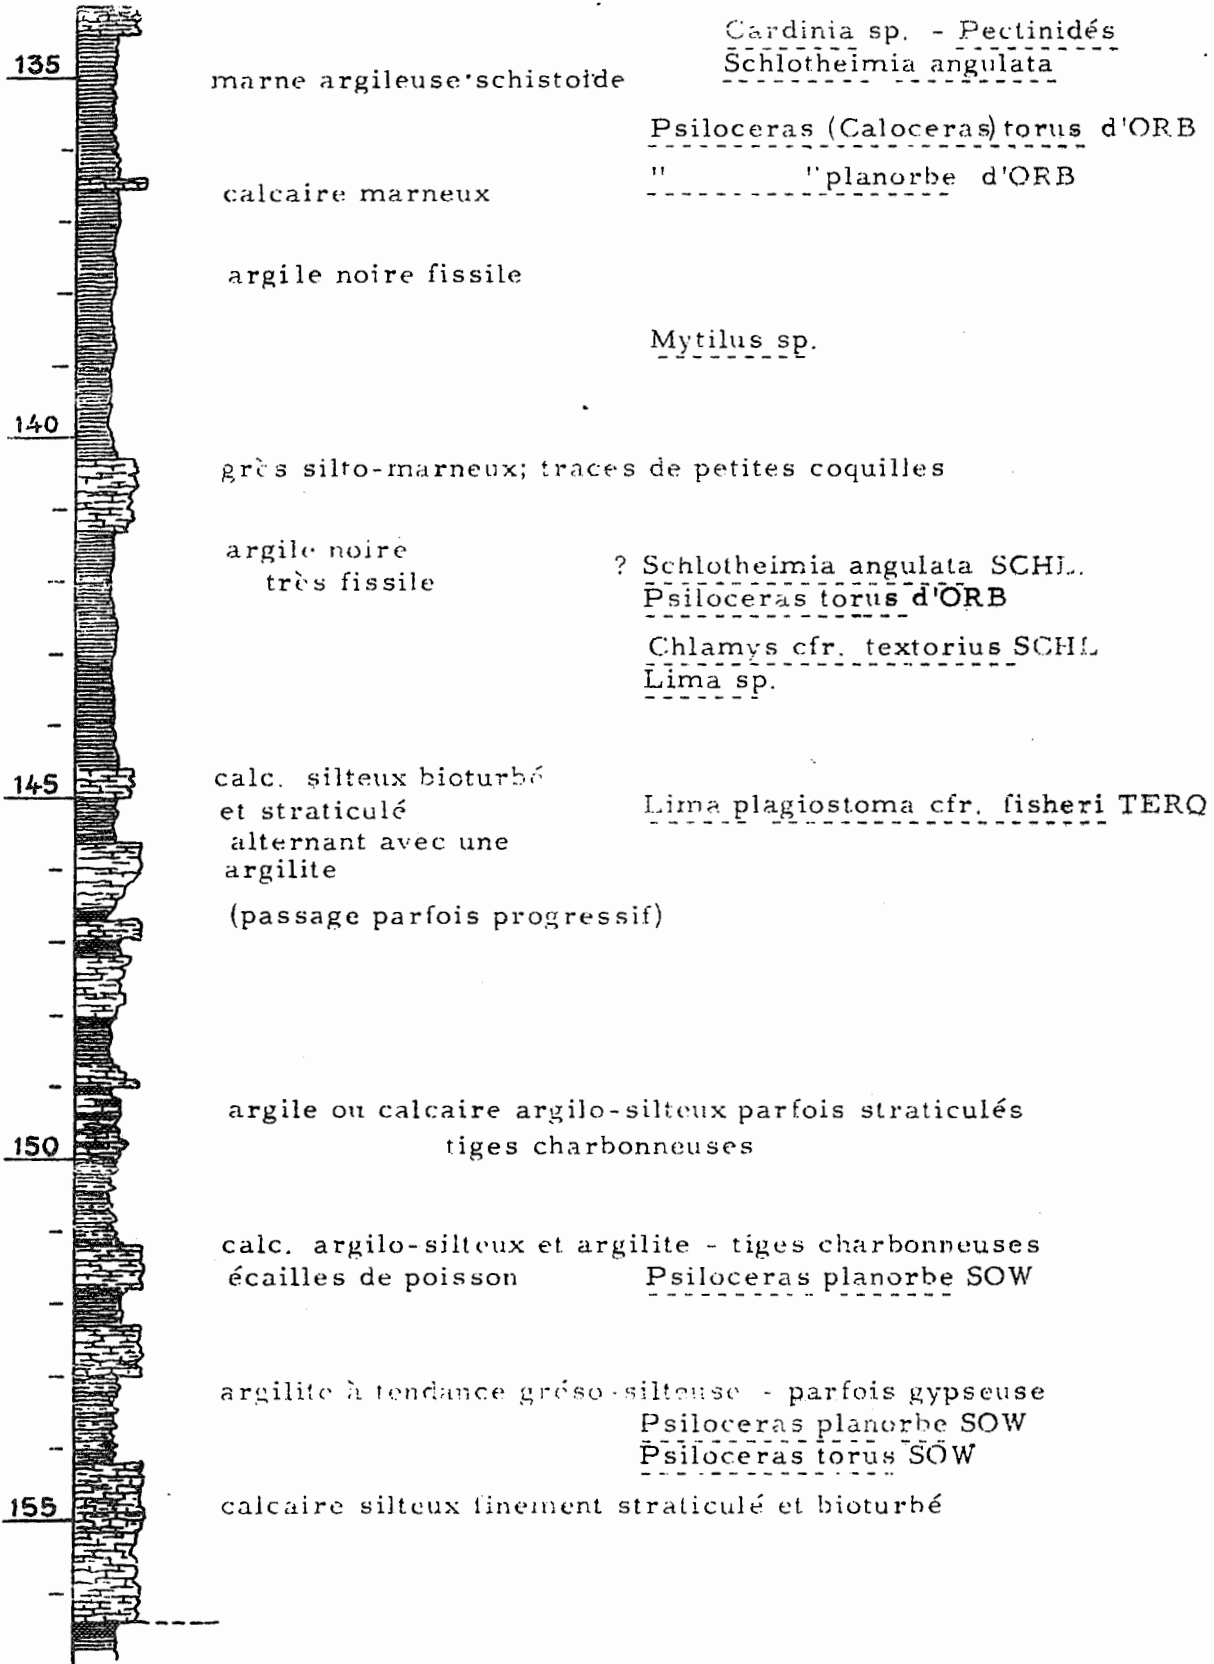 Cardinia sp. - Pectinidés
135
Schlotheimia angulata
marne argileuse schistoïde
Psiloceras (Caloceras) torus d'ORB
" " planorbe d'ORB
calcaire marneux
argile noire fissile
Mytilus sp.
140
grès silto-marneux; traces de petites coquilles
argile noire
très fissile
? Schlotheimia angulata SCHL.
Psiloceras torus d'ORB
Chlamys cfr. textorius SCHL
Lima sp.
145
calc. silteux bioturbé
et straticulé
alternant avec une
argilite
Lima plagiostoma cfr. fisheri TERQ
(passage parfois progressif)
argile ou calcaire argilo-silteux parfois straticulés
tiges charbonneuses
150
calc. argilo-silteux et argilite - tiges charbonneuses
écailles de poisson Psiloceras planorbe SOW
argilite à tendance gréso-silteuse - parfois gypseuse
Psiloceras planorbe SOW
Psiloceras torus SOW
155
calcaire silteux finement straticulé et bioturbé